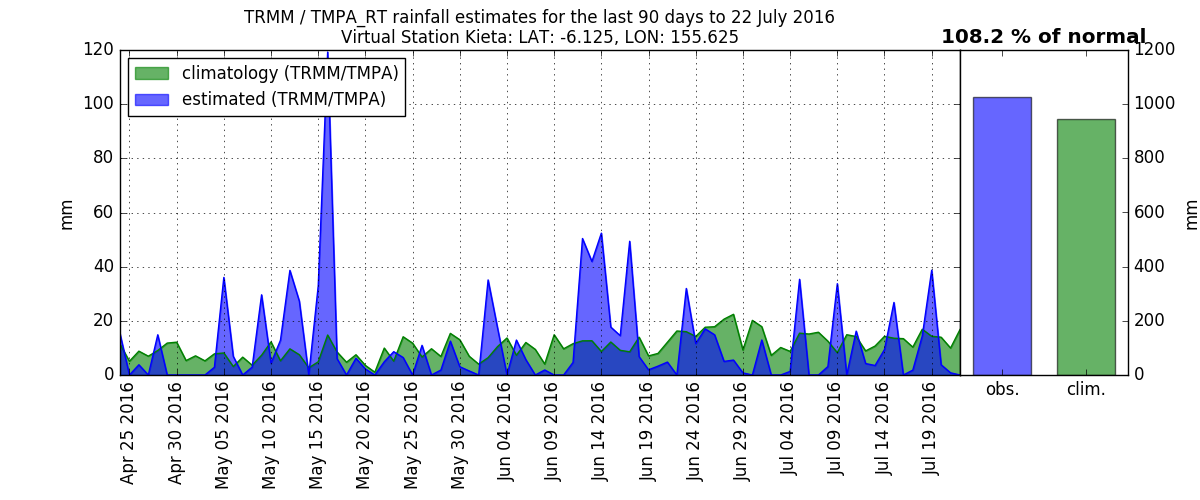 TRMM / TMPA_RT rainfall estimates for the last 90 days to 22 July 2016
Virtual Station Kieta: LAT: -6.125, LON: 155.625
108.2 % of normal
climatology (TRMM/TMPA)
estimated (TRMM/TMPA)
120
100
80
60
40
20
0
mm
1200
1000
800
600
400
200
0
mm
Apr 25 2016
Apr 30 2016
May 05 2016
May 10 2016
May 15 2016
May 20 2016
May 25 2016
May 30 2016
Jun 04 2016
Jun 09 2016
Jun 14 2016
Jun 19 2016
Jun 24 2016
Jun 29 2016
Jul 04 2016
Jul 09 2016
Jul 14 2016
Jul 19 2016
obs.
clim.